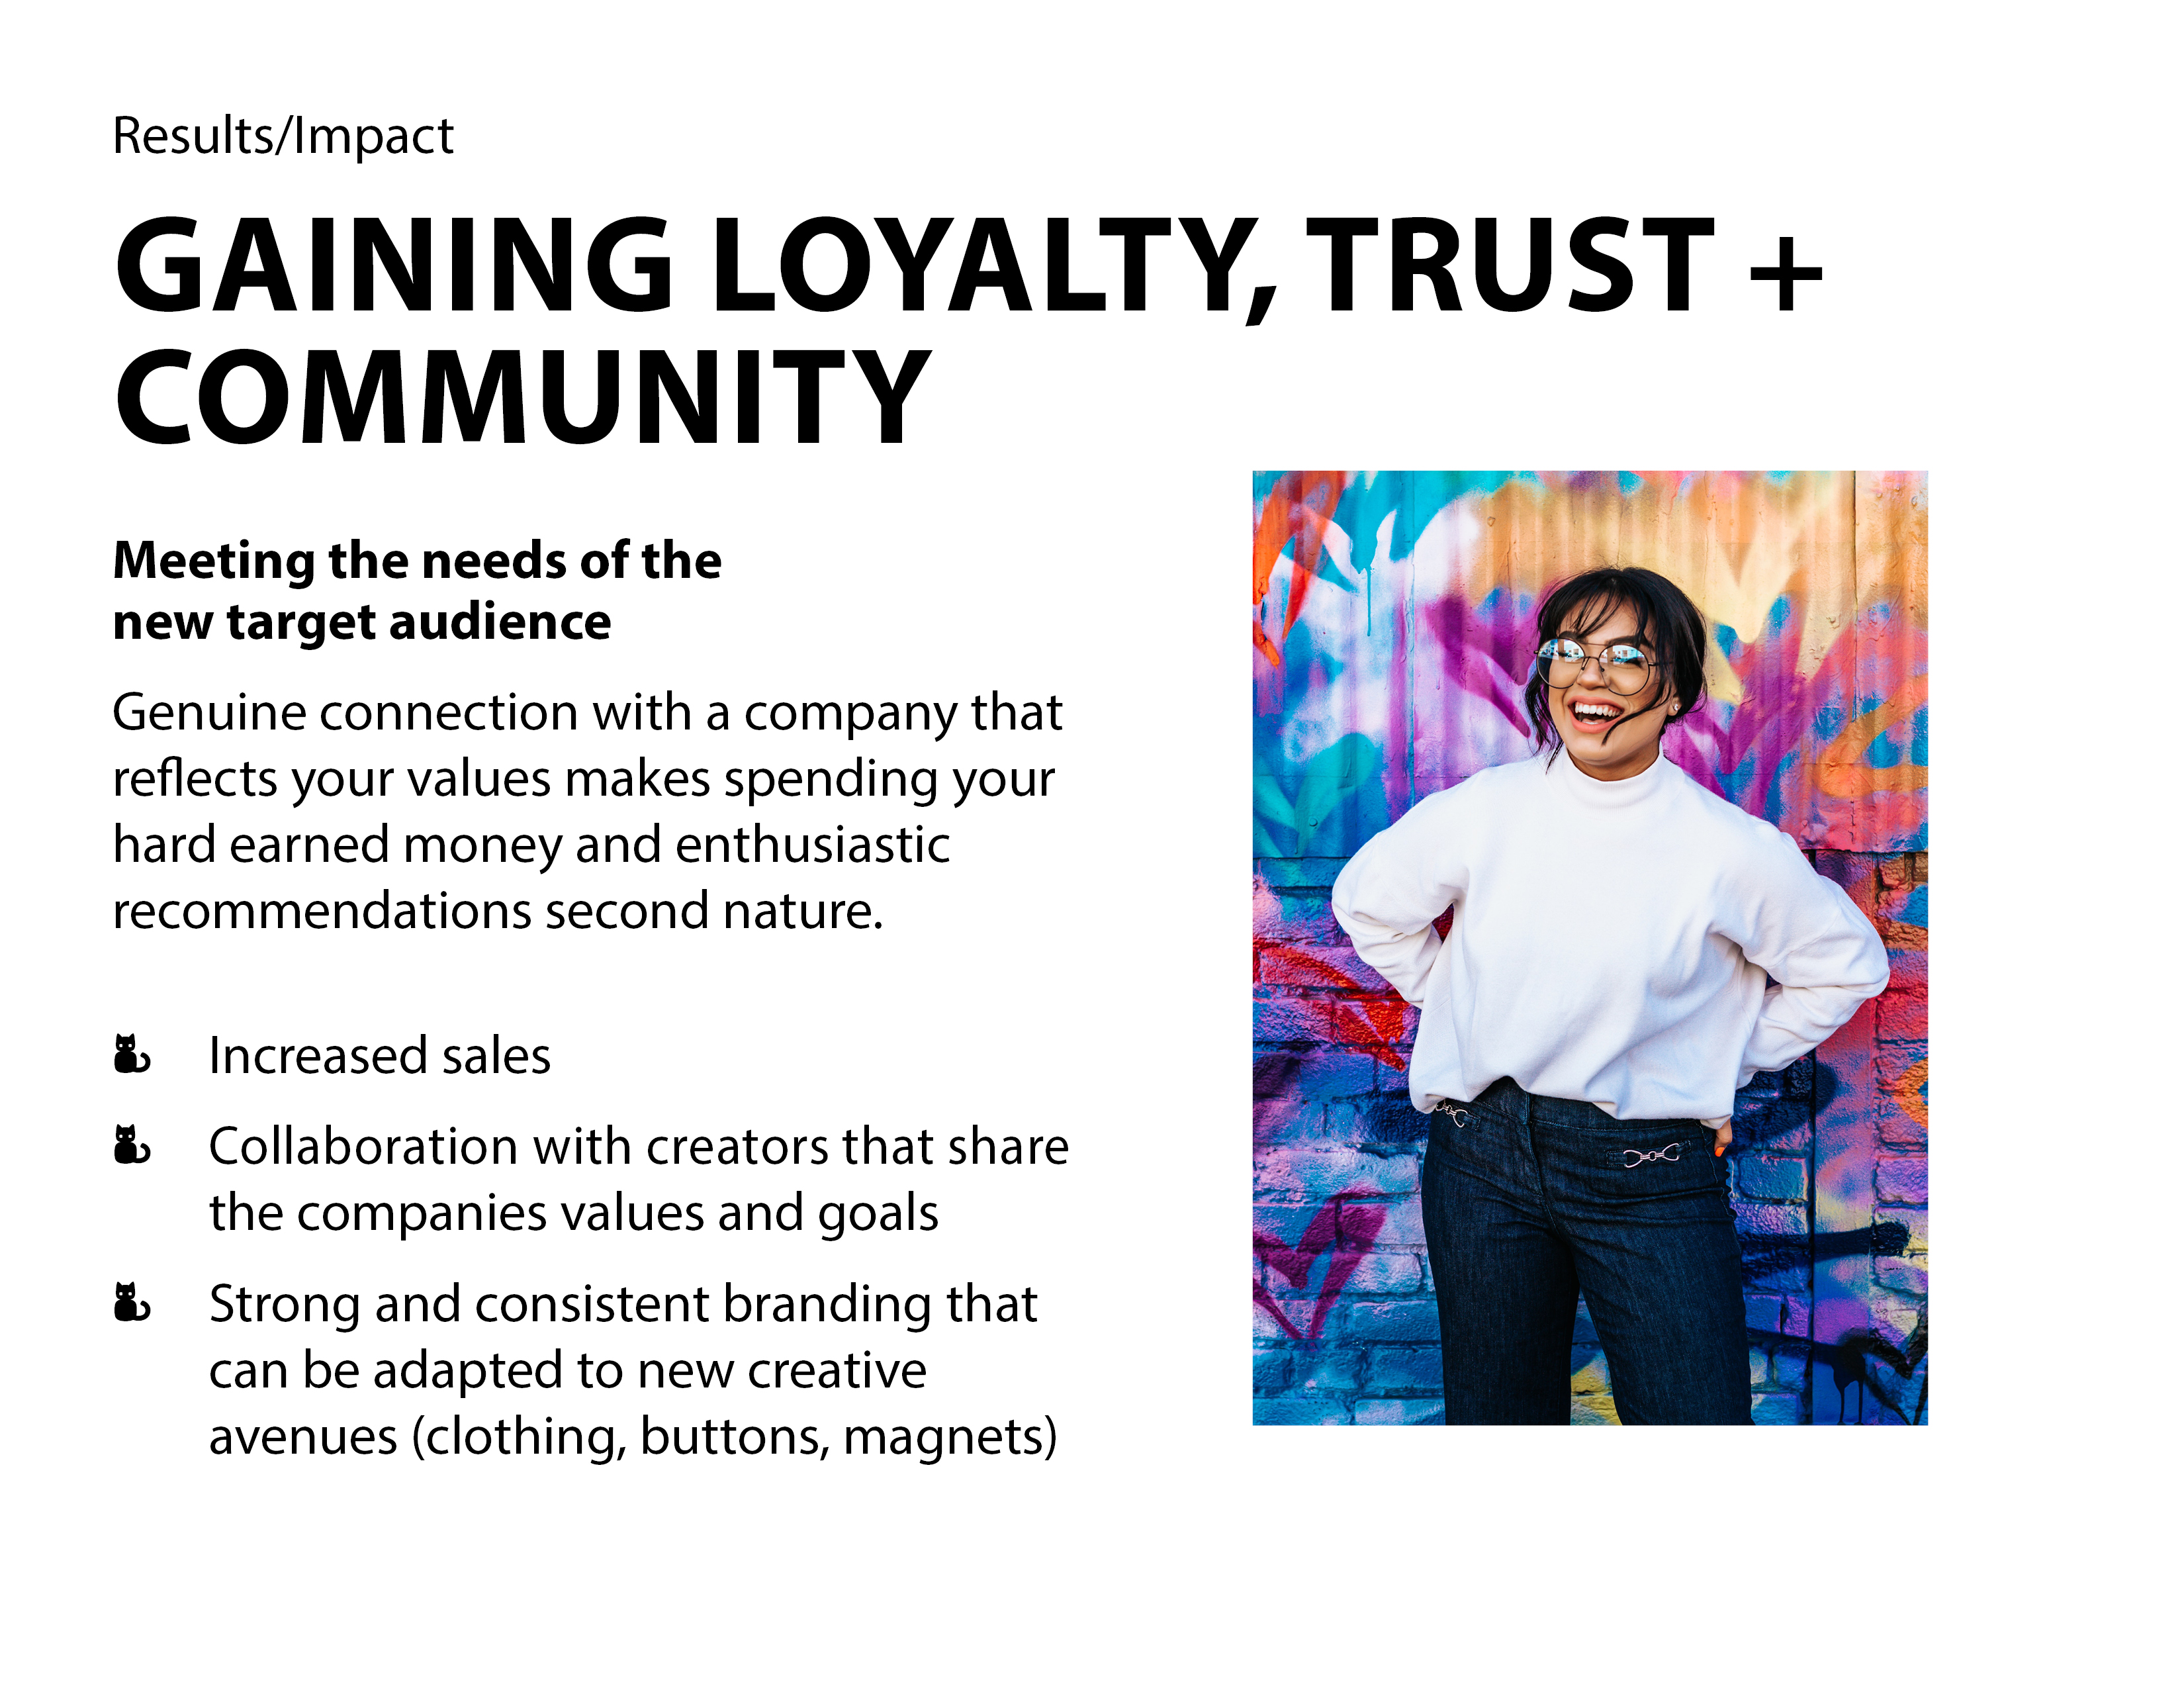 Results/Impact
GAINING LOYALTY, TRUST +
COMMUNITY
Meeting the needs of the
new target audience
Genuine connection with a company that
reflects your values makes spending your
hard earned money and enthusiastic
recommendations second nature.
Increased sales
Collaboration with creators that share
the companies values and goals
Strong and consistent branding that
can be adapted to new creative
avenues (clothing, buttons, magnets)